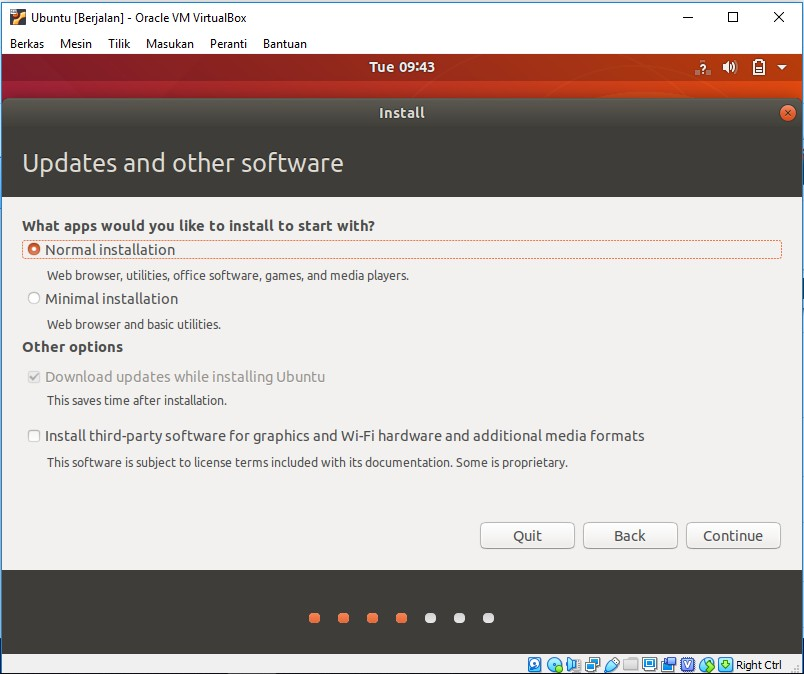 Ubuntu [Berjalan] - Oracle VM VirtualBox
Berkas Mesin Tilik Masukan Peranti Bantuan
Tue 09:43
?
Install
Updates and other software
What apps would you like to install to start with?
Normal installation
Web browser, utilities, office software, games, and media players.
Minimal installation
Web browser and basic utilities.
Other options
Download updates while installing Ubuntu
This saves time after installation.
Install third-party software for graphics and Wi-Fi hardware and additional media formats
This software is subject to license terms included with its documentation. Some is proprietary.
Quit Back Continue
Right Ctrl